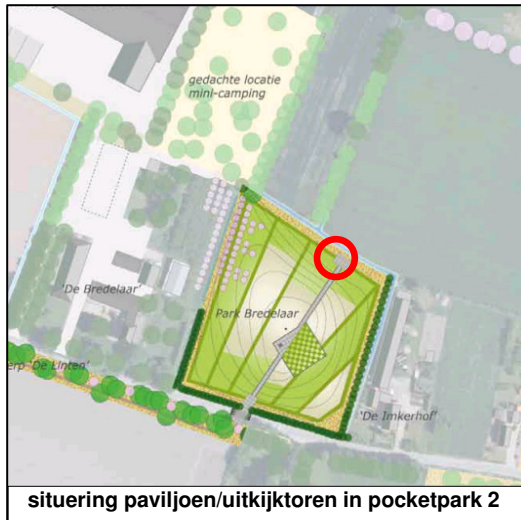 gedachte locatie
mini-camping
'De Bredelaar'
Park Bredelaar
erp 'De Linten'
'De Imkerhof'
situering paviljoen/uitkijktoren in pocketpark 2